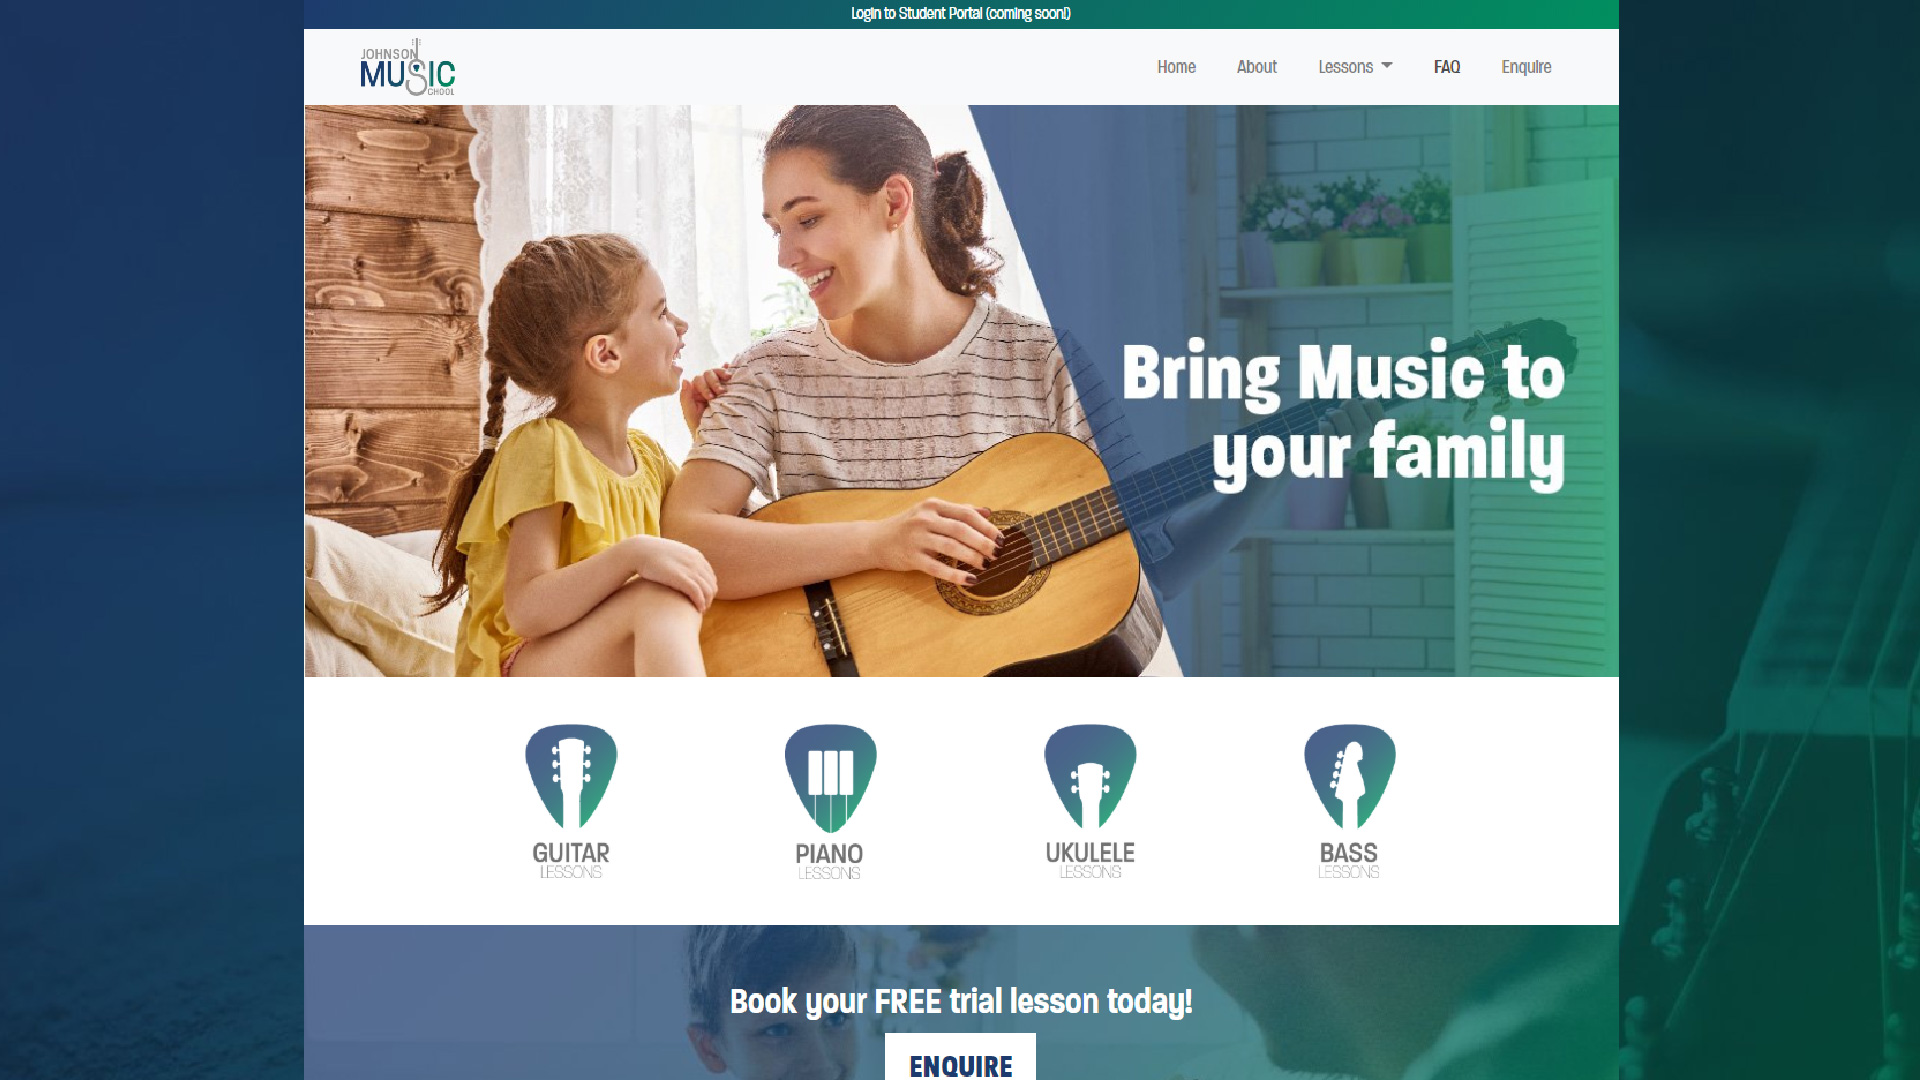 Login to Student Portal (coming soon!)
JOHNSON
MUSIC
SCHOOL
Home
About
Lessons
FAQ
Enquire
Bring Music to
your family
GUITAR
LESSONS
PIANO
LESSONS
UKULELE
LESSONS
BASS
LESSONS
Book your FREE trial lesson today!
ENQUIRE